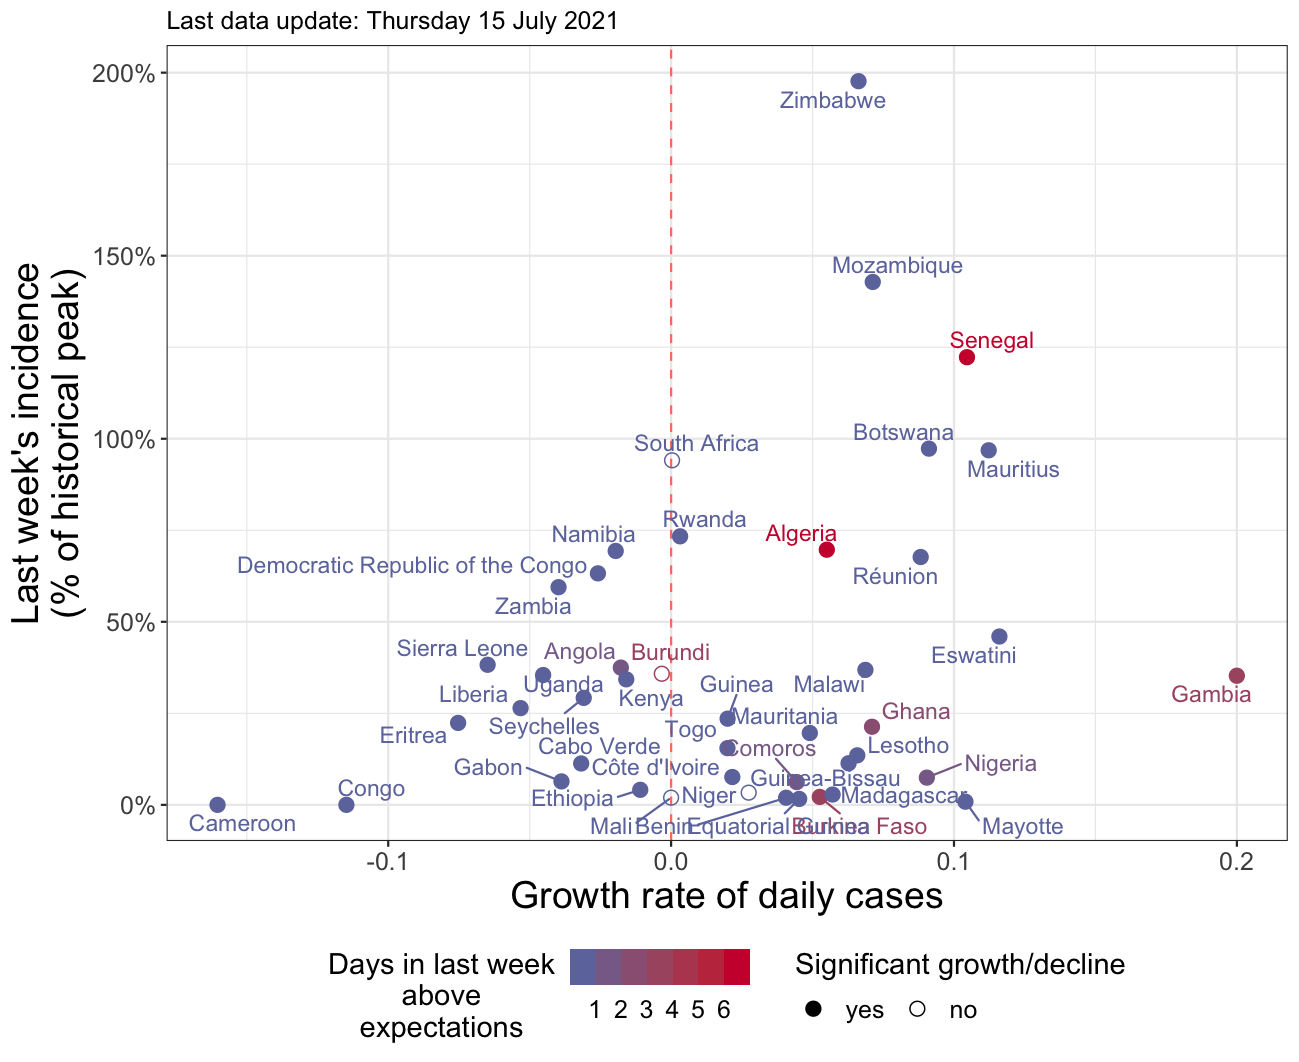 Last data update: Thursday 15 July 2021
Last week's incidence
(% of historical peak)
200%
150%
100%
50%
0%
Zimbabwe
Mozambique
Senegal
Botswana
South Africa
Mauritius
Rwanda
Namibia
Algeria
Democratic Republic of the Congo
Réunion
Zambia
Sierra Leone
Angola
Burundi
Eswatini
Uganda
Guinea
Malawi
Liberia
Kenya
Gambia
Ghana
Mauritania
Seychelles
Togo
Eritrea
Cabo Verde
Comoros
Lesotho
Gabon
Côte d'Ivoire
Nigeria
Guinea-Bissau
Congo
Ethiopia
Niger
Madagascar
Cameroon
Mali
Benin
Equatorial Guinea
Burkina Faso
Mayotte
-0.1
0.0
0.1
0.2
Growth rate of daily cases
Days in last week
above
expectations
1 2 3 4 5 6
Significant growth/decline
yes
no